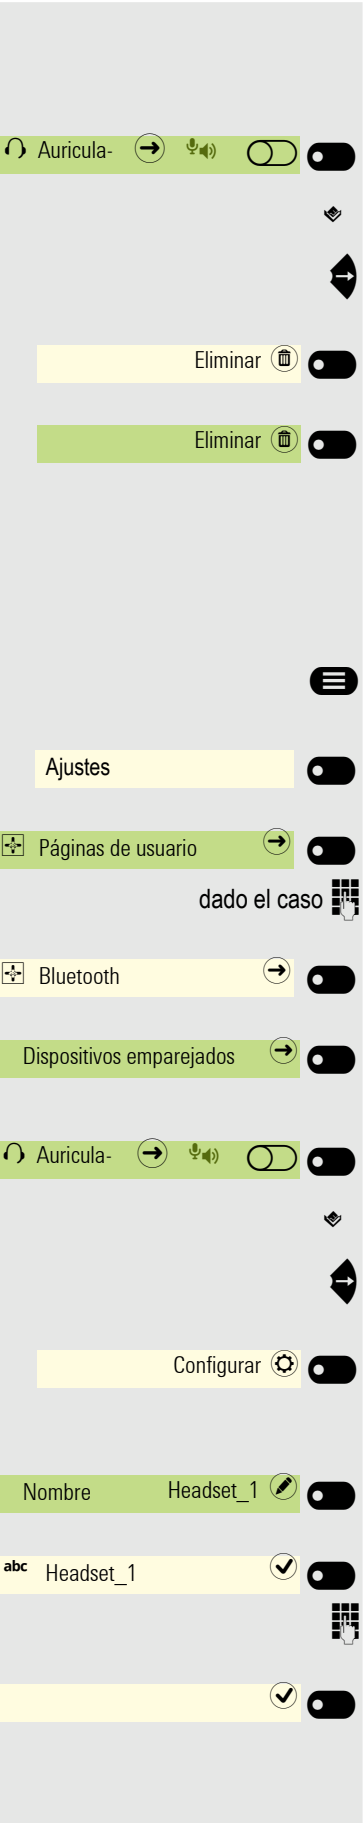 Auricula-
Eliminar
Eliminar
Ajustes
Páginas de usuario
dado el caso
Bluetooth
Dispositivos emparejados
Auricula-
Configurar
Nombre Headset_1
abc Headset_1